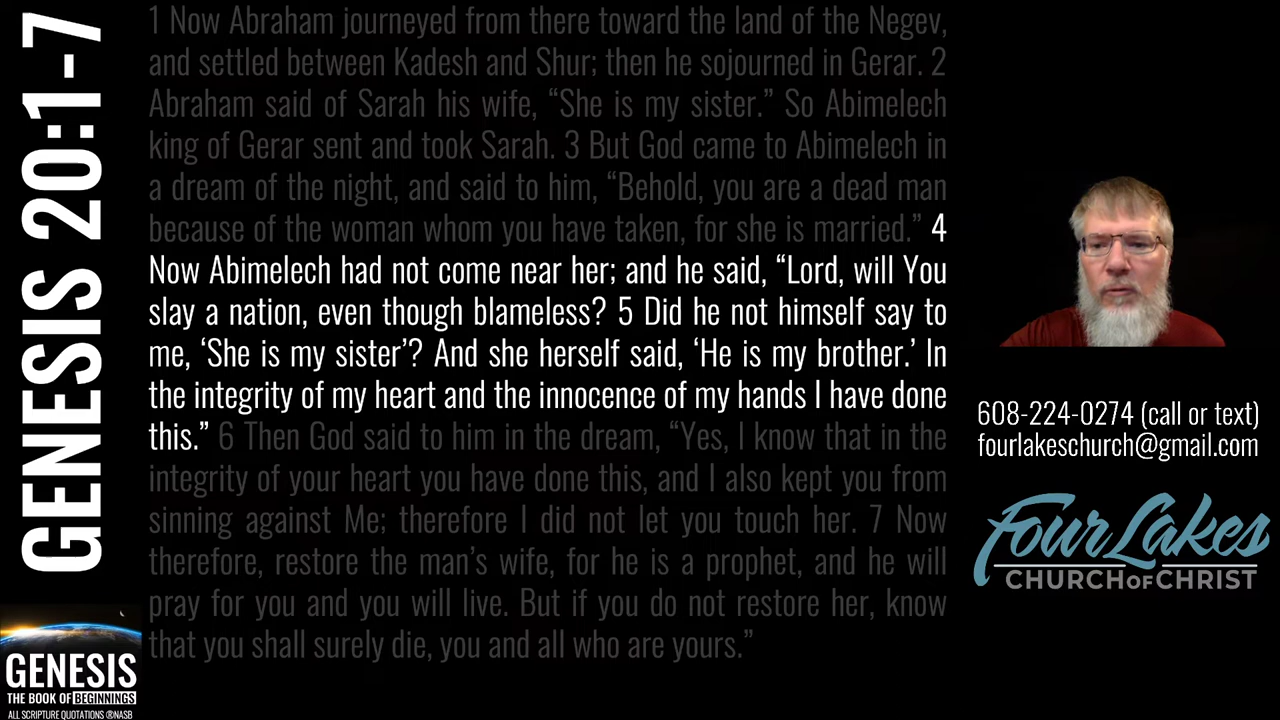 GENESIS 20:1-7
1 Now Abraham journeyed from there toward the land of the Negev,
and settled between Kadesh and Shur; then he sojourned in Gerar. 2
Abraham said of Sarah his wife, “She is my sister.” So Abimelech
king of Gerar sent and took Sarah. 3 But God came to Abimelech in
a dream of the night, and said to him, “Behold, you are a dead man
because of the woman whom you have taken, for she is married.” 4
Now Abimelech had not come near her; and he said, “Lord, will You
slay a nation, even though blameless? 5 Did he not himself say to
me, ‘She is my sister’? And she herself said, ‘He is my brother.’ In
the integrity of my heart and the innocence of my hands I have done
this.” 6 Then God said to him in the dream, “Yes, I know that in the
integrity of your heart you have done this, and I also kept you from
sinning against Me; therefore I did not let you touch her. 7 Now
therefore, restore the man’s wife, for he is a prophet, and he will
pray for you and you will live. But if you do not restore her, know
that you shall surely die, you and all who are yours.”
608-224-0274 (call or text)
fourlakeschurch@gmail.com
Four Lakes
CHURCH OF CHRIST
GENESIS
THE BOOK OF BEGINNINGS
ALL SCRIPTURE QUOTATIONS ®NASB